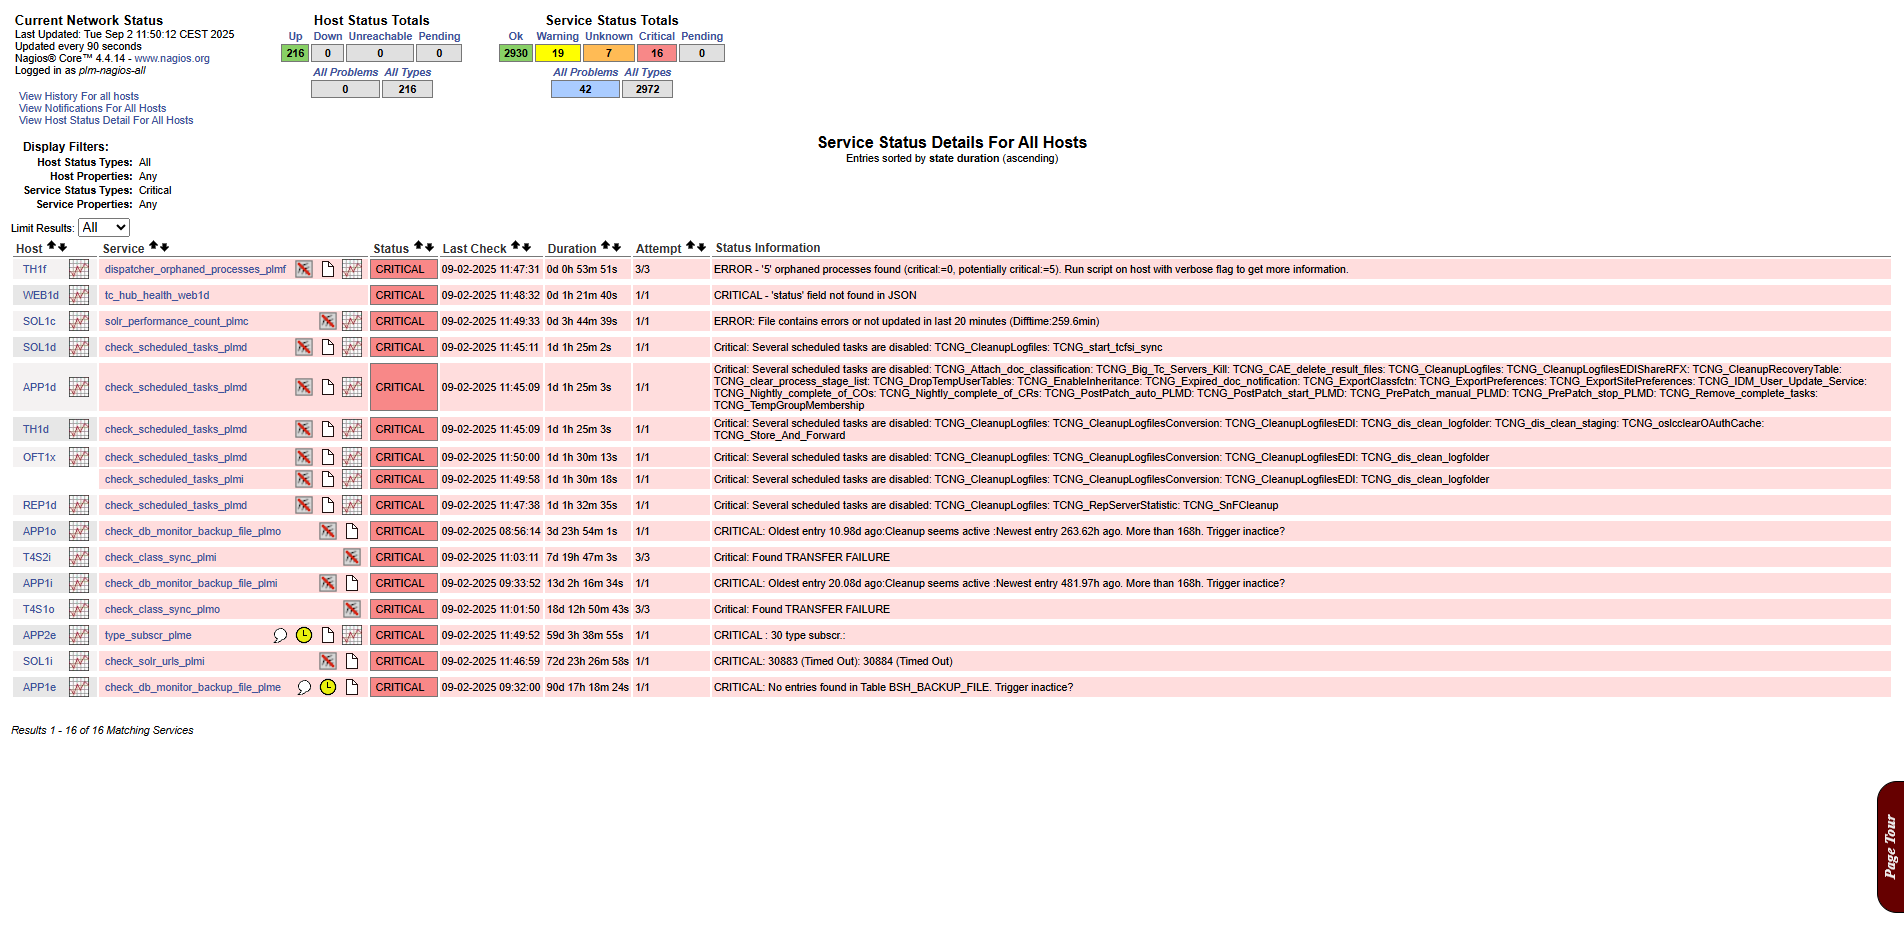 Current Network Status
Last Updated: Tue Sep 2 11:50:12 CEST 2025
Updated every 90 seconds
Nagios® Core™ 4.4.14 - www.nagios.org
Logged in as plm-nagios-all
View History For all hosts
View Notifications For All Hosts
View Host Status Detail For All Hosts
Host Status Totals
Up Down Unreachable Pending
216 0 0 0
All Problems All Types
0 216
Service Status Totals
Ok Warning Unknown Critical Pending
2930 19 7 16 0
All Problems All Types
42 2972
Display Filters:
Host Status Types: All
Host Properties: Any
Service Status Types: Critical
Service Properties: Any
Service Status Details For All Hosts
Entries sorted by state duration (ascending)
Limit Results: All
Host Service Status Last Check Duration Attempt Status Information
TH1f dispatcher_orphaned_processes_plmf CRITICAL 09-02-2025 11:47:31 0d 0h 53m 51s 3/3 ERROR - '5' orphaned processes found (critical:=0, potentially critical:=5). Run script on host with verbose flag to get more information.
WEB1d tc_hub_health_web1d CRITICAL 09-02-2025 11:48:32 0d 1h 21m 40s 1/1 CRITICAL - 'status' field not found in JSON
SOL1c solr_performance_count_plmc CRITICAL 09-02-2025 11:49:33 0d 3h 44m 39s 1/1 ERROR: File contains errors or not updated in last 20 minutes (Difftime:259.6min)
SOL1d check_scheduled_tasks_plmd CRITICAL 09-02-2025 11:45:11 1d 1h 25m 2s 1/1 Critical: Several scheduled tasks are disabled: TCNG_CleanupLogfiles: TCNG_start_tcfsi_sync
APP1d check_scheduled_tasks_plmd CRITICAL 09-02-2025 11:45:09 1d 1h 25m 3s 1/1 Critical: Several scheduled tasks are disabled: TCNG_Attach_doc_classification: TCNG_Big_Tc_Servers_Kill: TCNG_CAE_delete_result_files: TCNG_CleanupLogfiles: TCNG_CleanupLogfilesEDIShareRFX: TCNG_CleanupRecoveryTable:
TCNG_clear_process_stage_list: TCNG_DropTempUserTables: TCNG_EnableInheritance: TCNG_Expired_doc_notification: TCNG_ExportClassfctn: TCNG_ExportPreferences: TCNG_ExportSitePreferences: TCNG_IDM_User_Update_Service:
TCNG_Nightly_complete_of_COs: TCNG_Nightly_complete_of_CRs: TCNG_PostPatch_auto_PLMD: TCNG_PostPatch_start_PLMD: TCNG_PrePatch_manual_PLMD: TCNG_PrePatch_stop_PLMD: TCNG_Remove_complete_tasks:
TCNG_TempGroupMembership
TH1d check_scheduled_tasks_plmd CRITICAL 09-02-2025 11:45:09 1d 1h 25m 3s 1/1 Critical: Several scheduled tasks are disabled: TCNG_CleanupLogfiles: TCNG_CleanupLogfilesConversion: TCNG_CleanupLogfilesEDI: TCNG_dis_clean_logfolder: TCNG_dis_clean_staging: TCNG_oslcclearOAuthCache:
TCNG_Store_And_Forward
OFT1x check_scheduled_tasks_plmd CRITICAL 09-02-2025 11:50:00 1d 1h 30m 13s 1/1 Critical: Several scheduled tasks are disabled: TCNG_CleanupLogfiles: TCNG_CleanupLogfilesConversion: TCNG_CleanupLogfilesEDI: TCNG_dis_clean_logfolder
check_scheduled_tasks_plmi CRITICAL 09-02-2025 11:49:58 1d 1h 30m 18s 1/1 Critical: Several scheduled tasks are disabled: TCNG_CleanupLogfiles: TCNG_CleanupLogfilesConversion: TCNG_CleanupLogfilesEDI: TCNG_dis_clean_logfolder
REP1d check_scheduled_tasks_plmd CRITICAL 09-02-2025 11:47:38 1d 1h 32m 35s 1/1 Critical: Several scheduled tasks are disabled: TCNG_CleanupLogfiles: TCNG_RepServerStatistic: TCNG_SnFCleanup
APP1o check_db_monitor_backup_file_plmo CRITICAL 09-02-2025 08:56:14 3d 23h 54m 1s 1/1 CRITICAL: Oldest entry 10.98d ago:Cleanup seems active :Newest entry 263.62h ago. More than 168h. Trigger inactice?
T4S2i check_class_sync_plmi CRITICAL 09-02-2025 11:03:11 7d 19h 47m 3s 3/3 Critical: Found TRANSFER FAILURE
APP1i check_db_monitor_backup_file_plmi CRITICAL 09-02-2025 09:33:52 13d 2h 16m 34s 1/1 CRITICAL: Oldest entry 20.08d ago:Cleanup seems active :Newest entry 481.97h ago. More than 168h. Trigger inactice?
T4S1o check_class_sync_plmo CRITICAL 09-02-2025 11:01:50 18d 12h 50m 43s 3/3 Critical: Found TRANSFER FAILURE
APP2e type_subscr_plme CRITICAL 09-02-2025 11:49:52 59d 3h 38m 55s 1/1 CRITICAL : 30 type subscr.:
SOL1i check_solr_urls_plmi CRITICAL 09-02-2025 11:46:59 72d 23h 26m 58s 1/1 CRITICAL: 30883 (Timed Out): 30884 (Timed Out)
APP1e check_db_monitor_backup_file_plme CRITICAL 09-02-2025 09:32:00 90d 17h 18m 24s 1/1 CRITICAL: No entries found in Table BSH_BACKUP_FILE. Trigger inactice?
Results 1 - 16 of 16 Matching Services
Page Tour